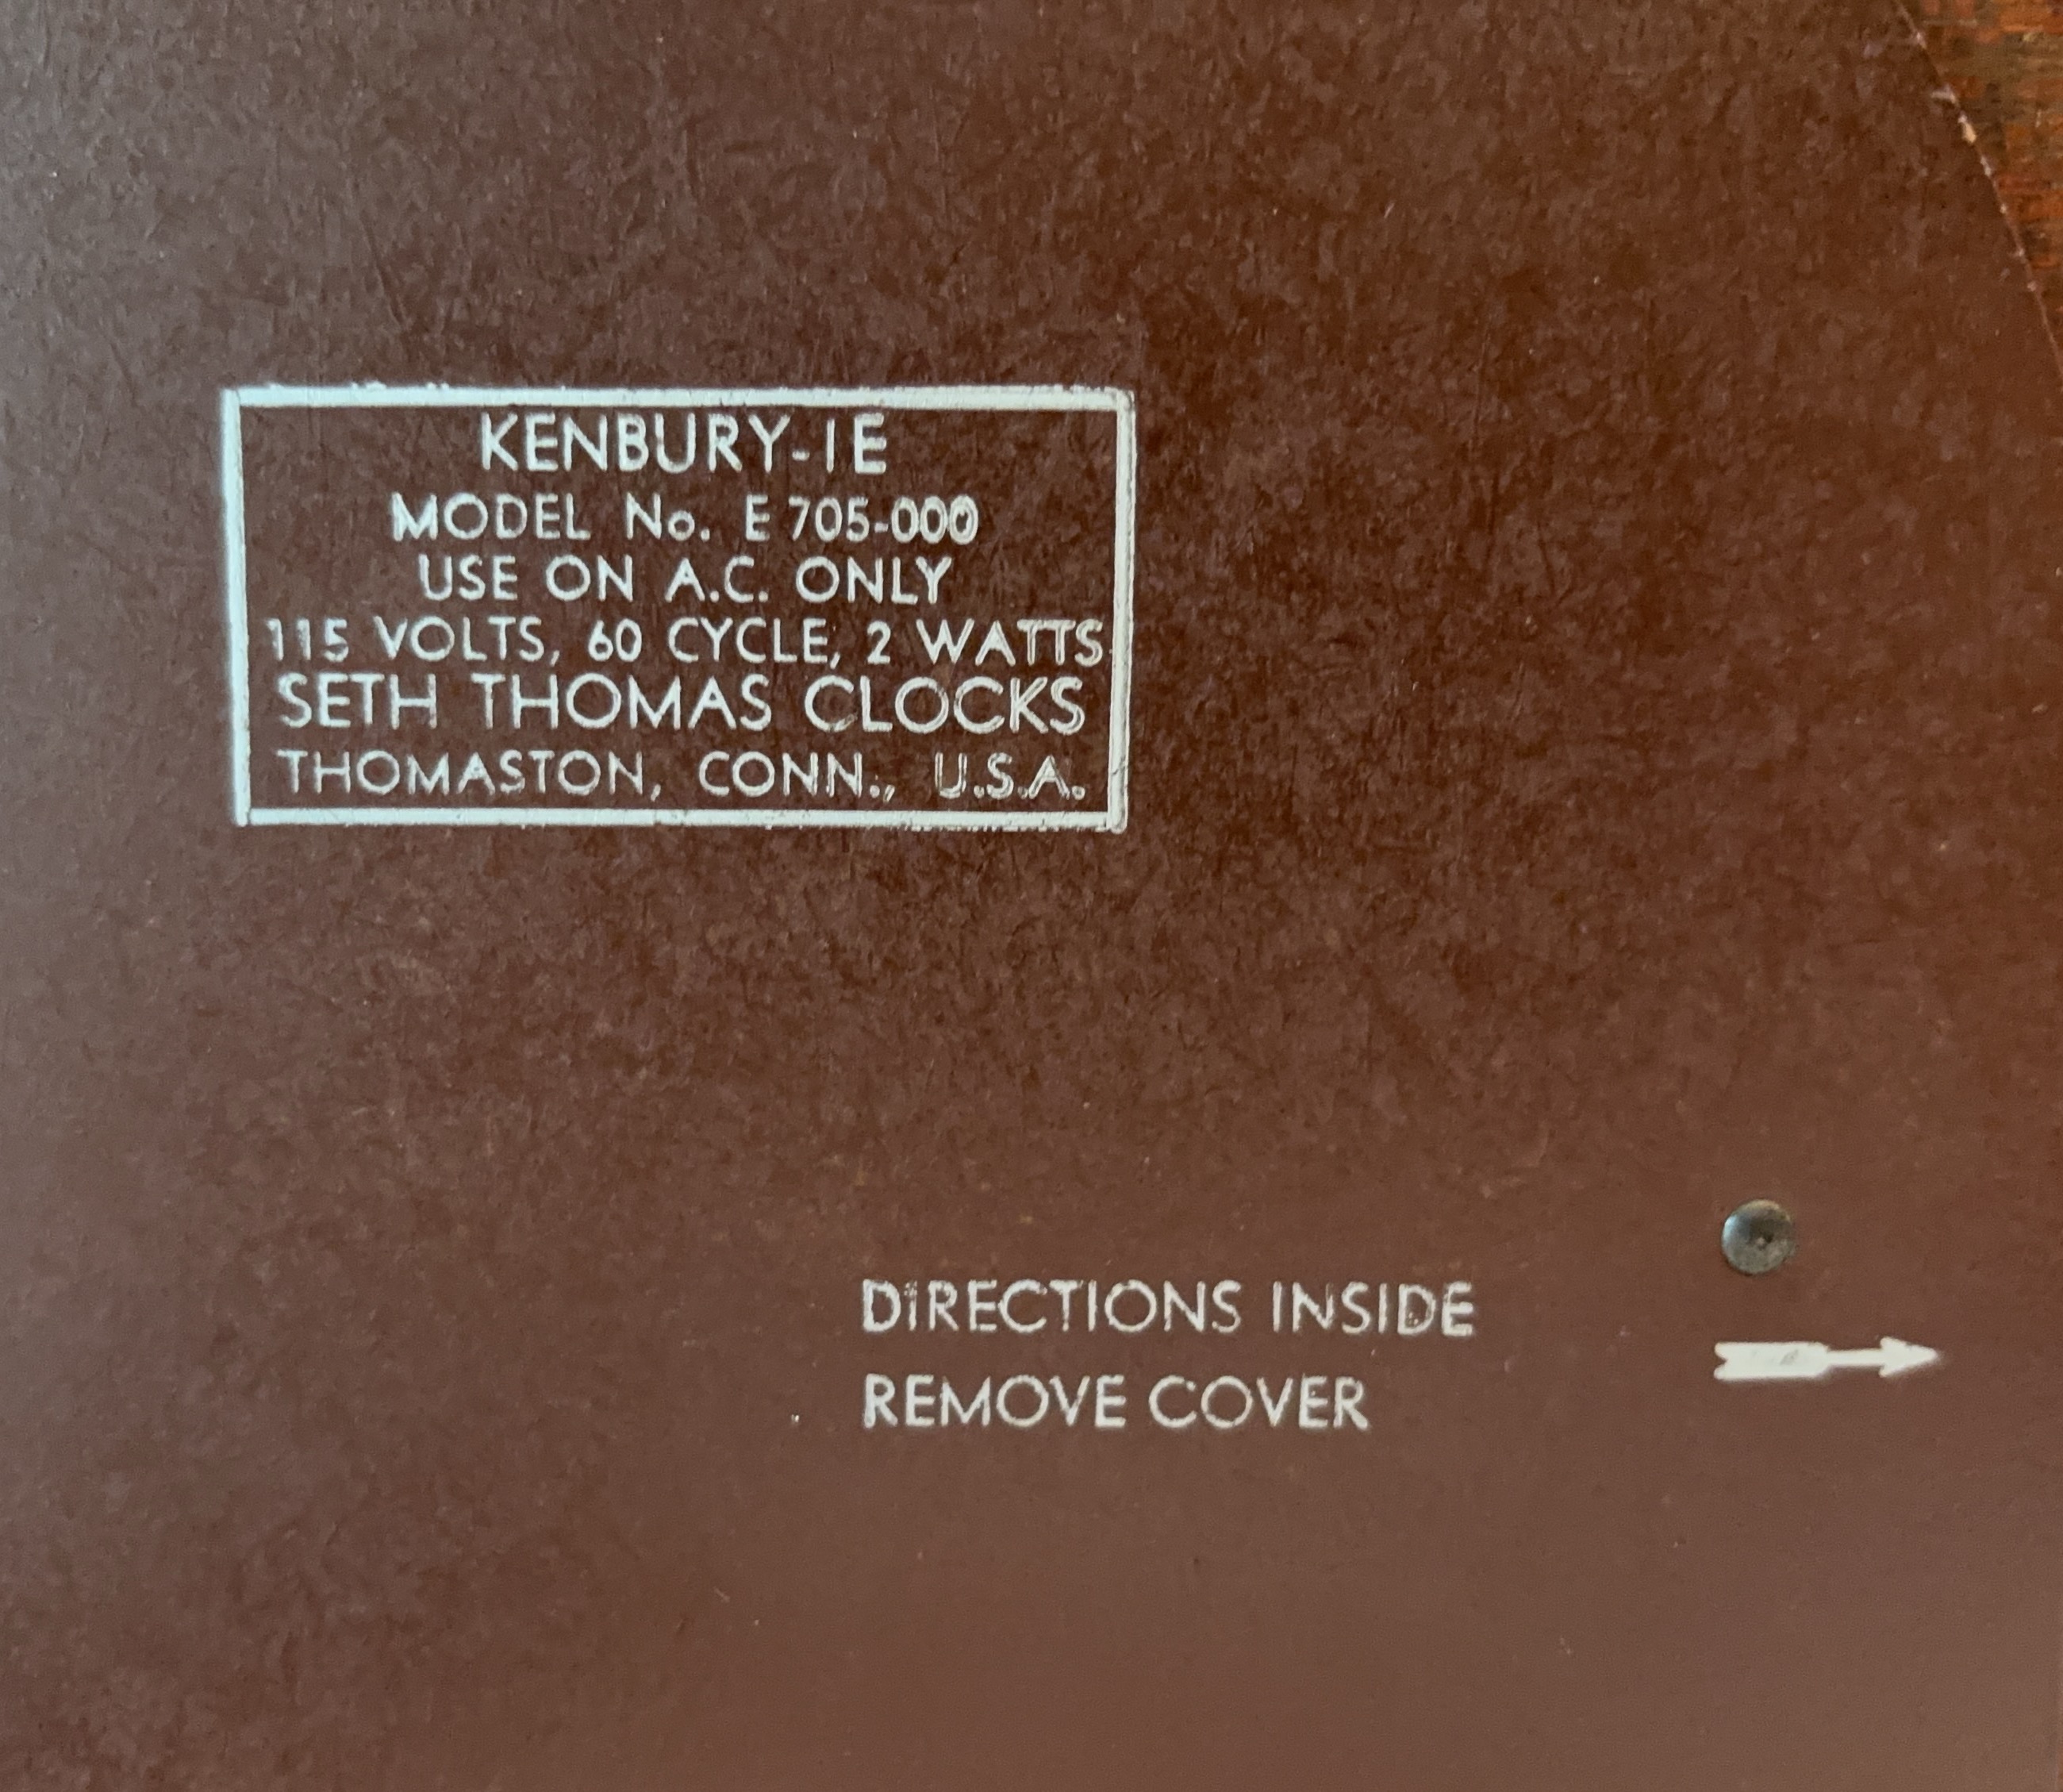 KENBURY-1E
MODEL No. E 705-000
USE ON A.C. ONLY
115 VOLTS, 60 CYCLE, 2 WATTS
SETH THOMAS CLOCKS
THOMASTON, CONN., U.S.A.
DIRECTIONS INSIDE
REMOVE COVER